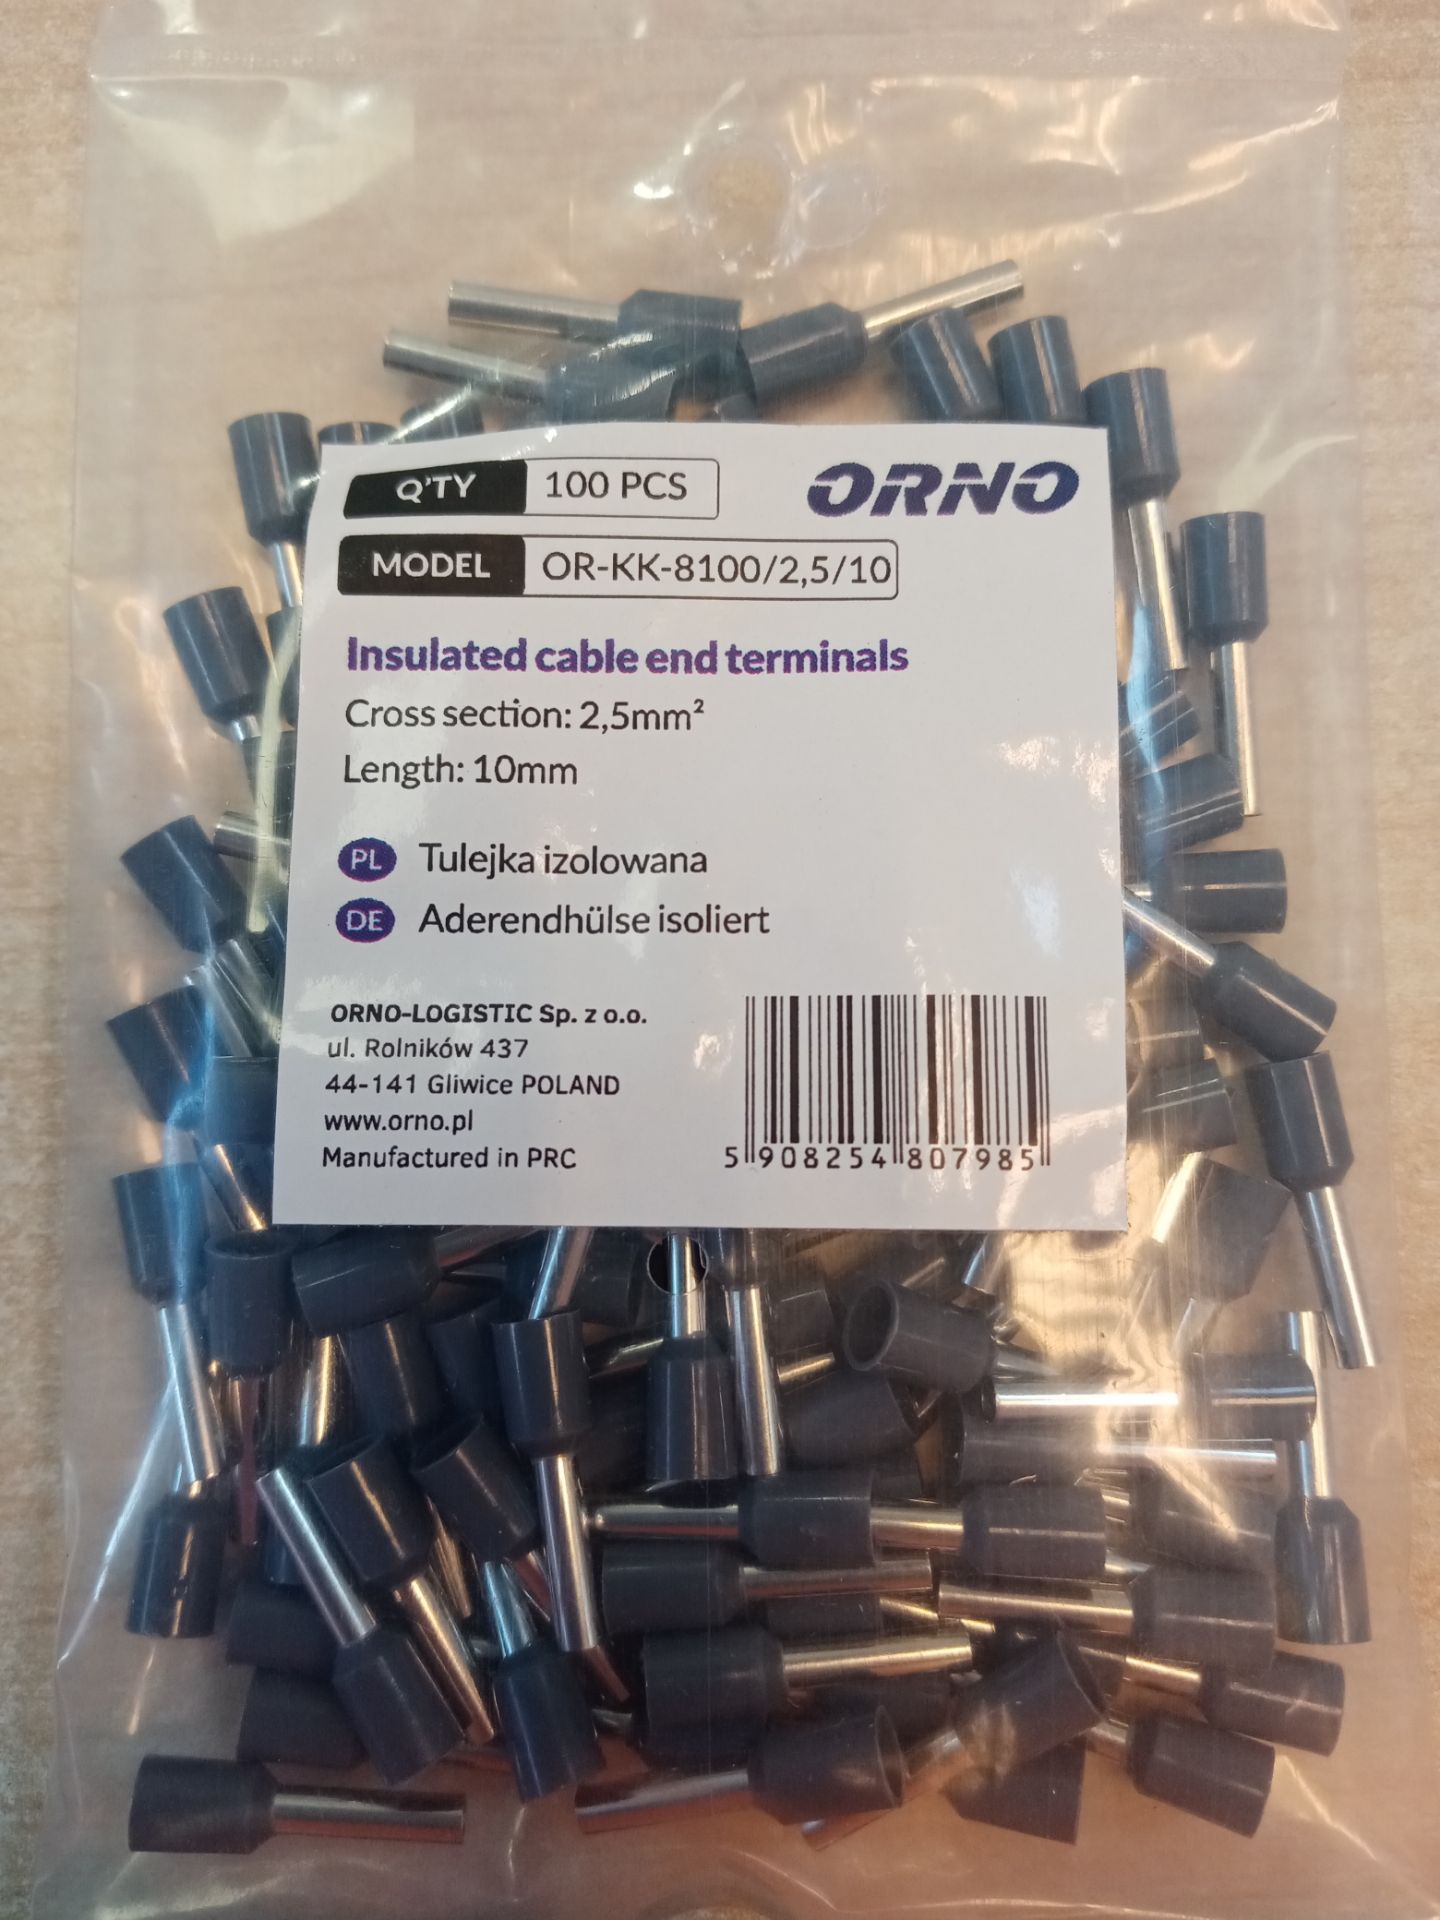 Q'TY 100 PCS
ORNO
MODEL OR-KK-8100/2,5/10
Insulated cable end terminals
Cross section: 2,5mm²
Length: 10mm
PL Tulejka izolowana
DE Aderendhülse isoliert
ORNO-LOGISTIC Sp. z o.o.
ul. Rolników 437
44-141 Gliwice POLAND
www.orno.pl
Manufactured in PRC
5 908254 807985